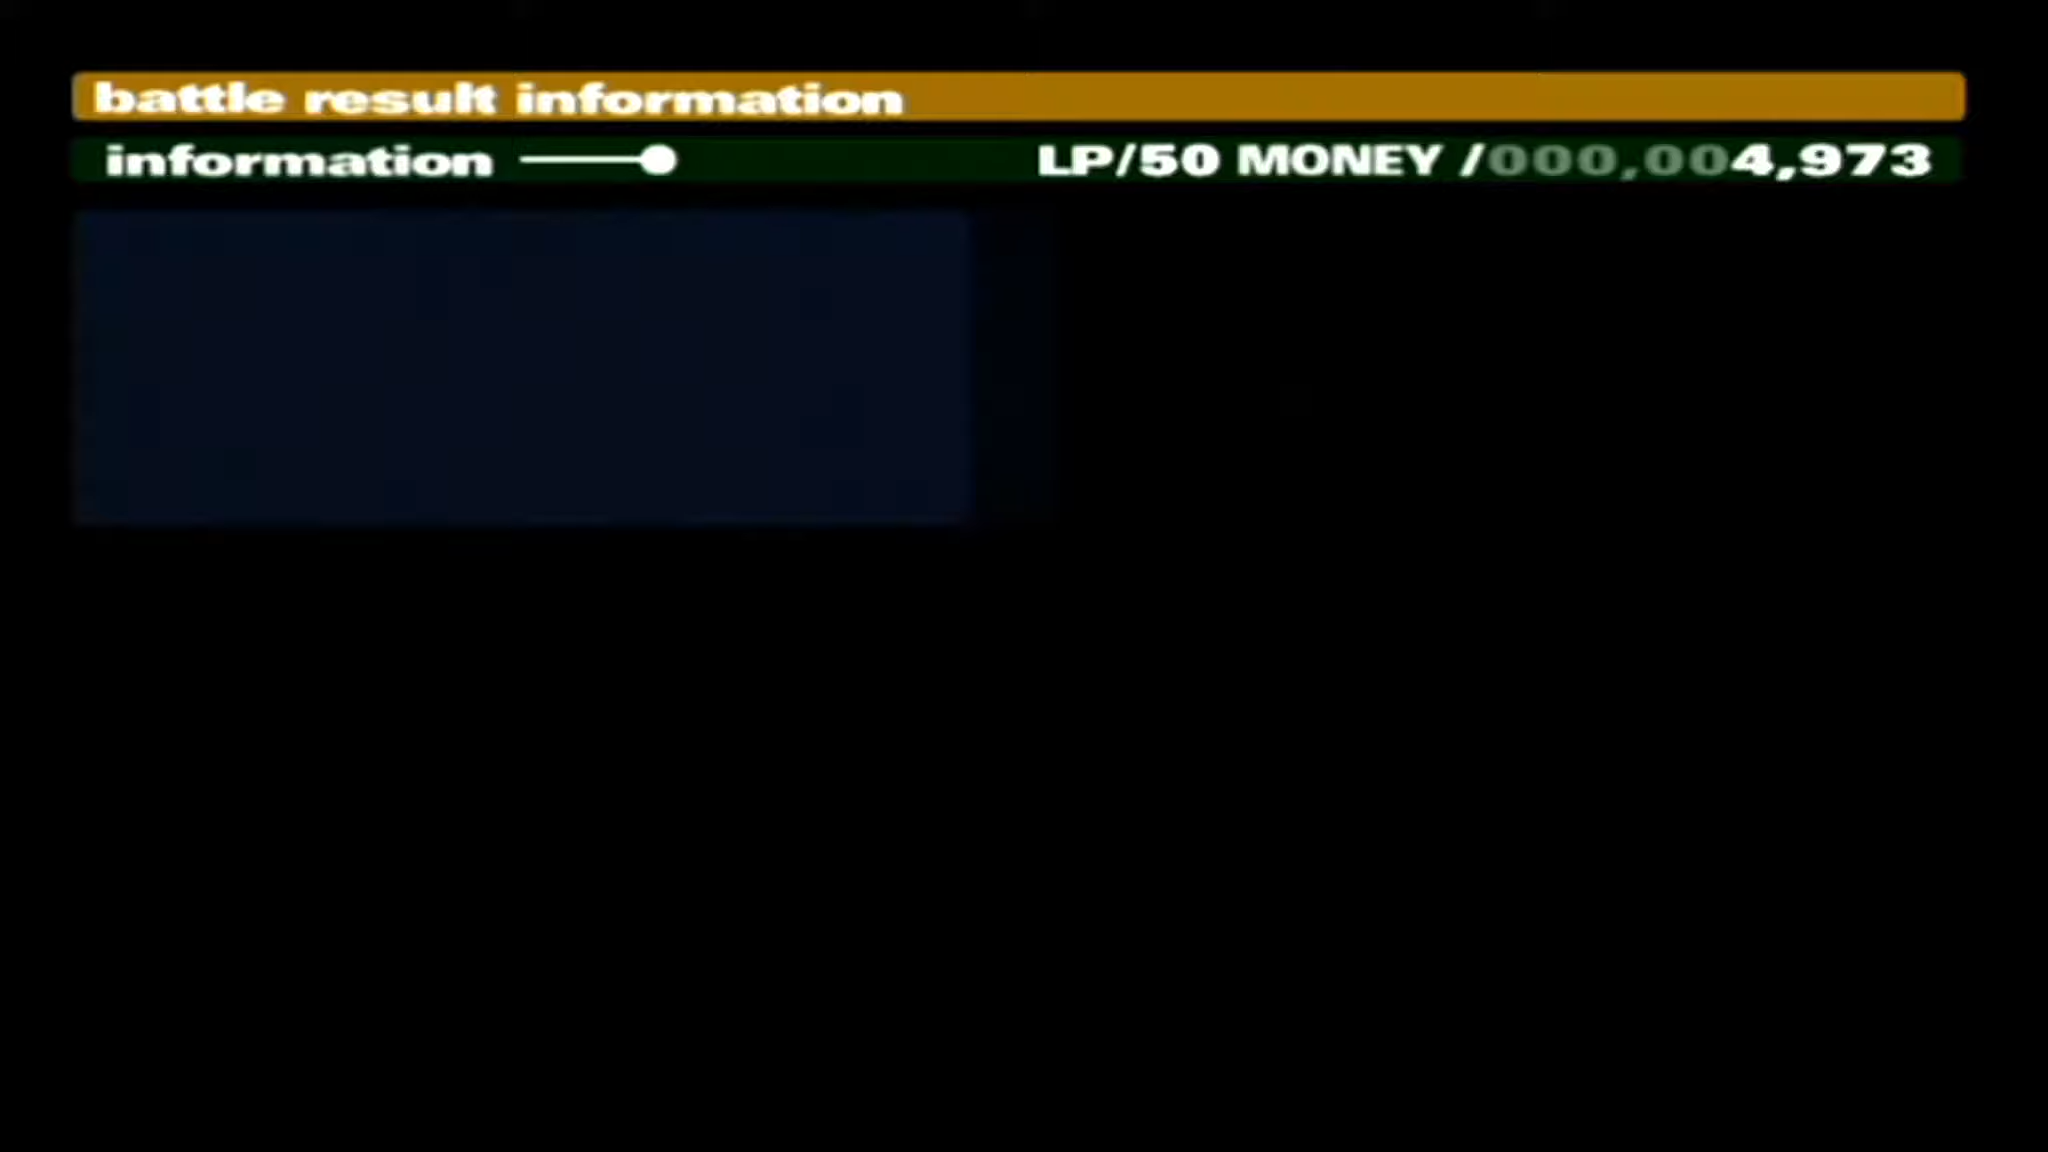 battle result information
information LP/50 MONEY /000,004,973